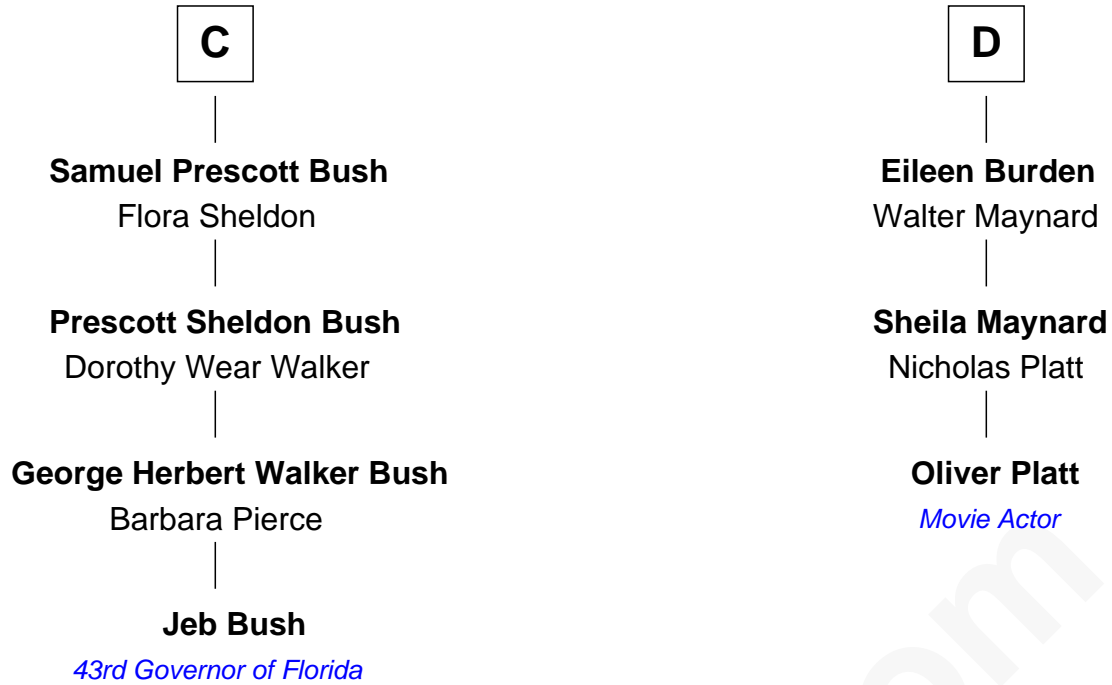 C
Samuel Prescott Bush
Flora Sheldon
Prescott Sheldon Bush
Dorothy Wear Walker
George Herbert Walker Bush
Barbara Pierce
Jeb Bush
43rd Governor of Florida
D
Eileen Burden
Walter Maynard
Sheila Maynard
Nicholas Platt
Oliver Platt
Movie Actor
om